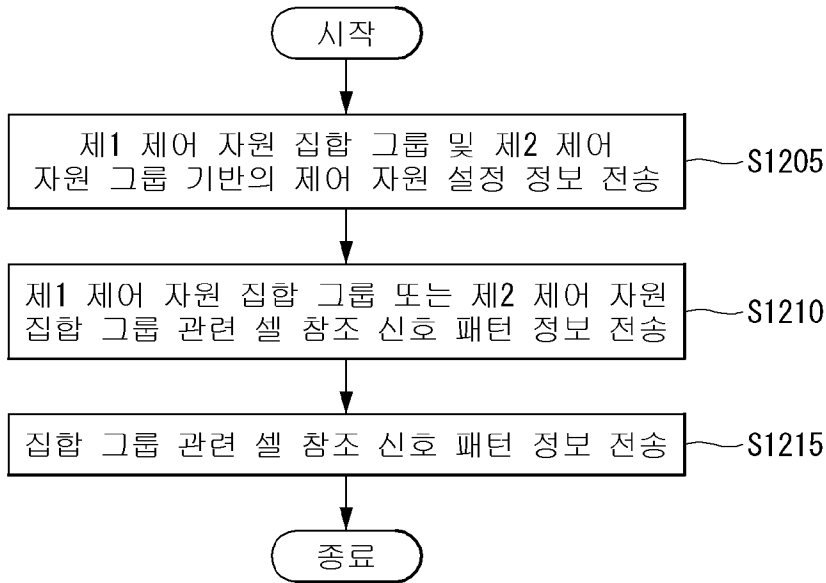 시작
제1 제어 자원 집합 그룹 및 제2 제어
자원 그룹 기반의 제어 자원 설정 정보 전송
S1205
제1 제어 자원 집합 그룹 또는 제2 제어 자원
집합 그룹 관련 셀 참조 신호 패턴 정보 전송
S1210
집합 그룹 관련 셀 참조 신호 패턴 정보 전송
S1215
종료